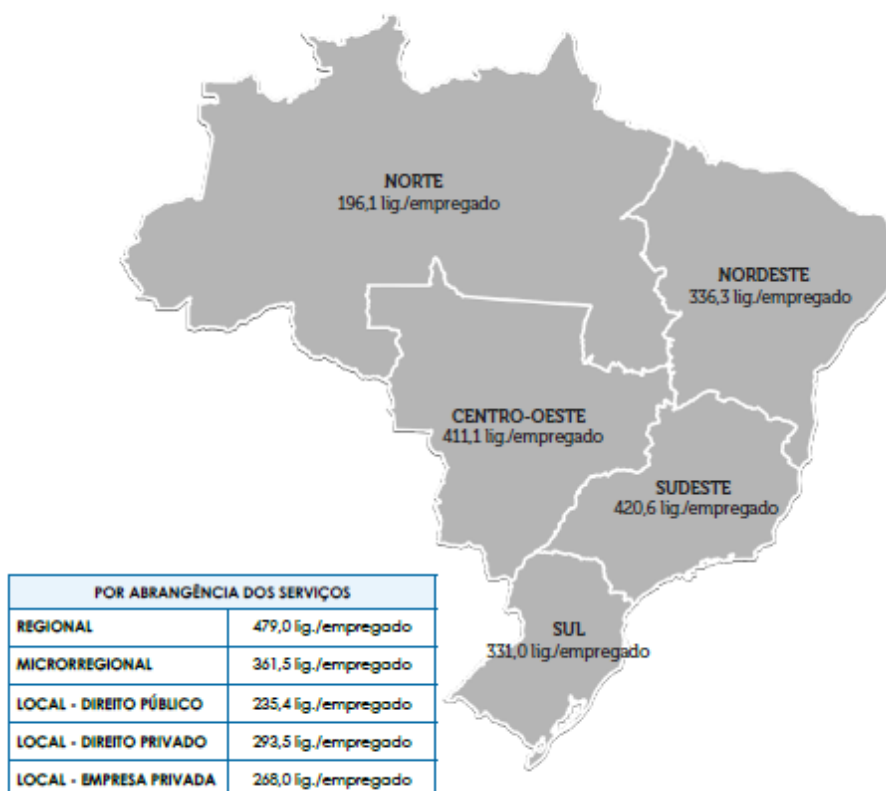 NORTE
196,1 lig./empregado
NORDESTE
336,3 lig./empregado
CENTRO-OESTE
411,1 lig./empregado
SUDESTE
420,6 lig./empregado
SUL
331,0 lig./empregado
POR ABRANGÊNCIA DOS SERVIÇOS
REGIONAL 479,0 lig./empregado
MICRORREGIONAL 361,5 lig./empregado
LOCAL - DIREITO PÚBLICO 235,4 lig./empregado
LOCAL - DIREITO PRIVADO 293,5 lig./empregado
LOCAL - EMPRESA PRIVADA 268,0 lig./empregado